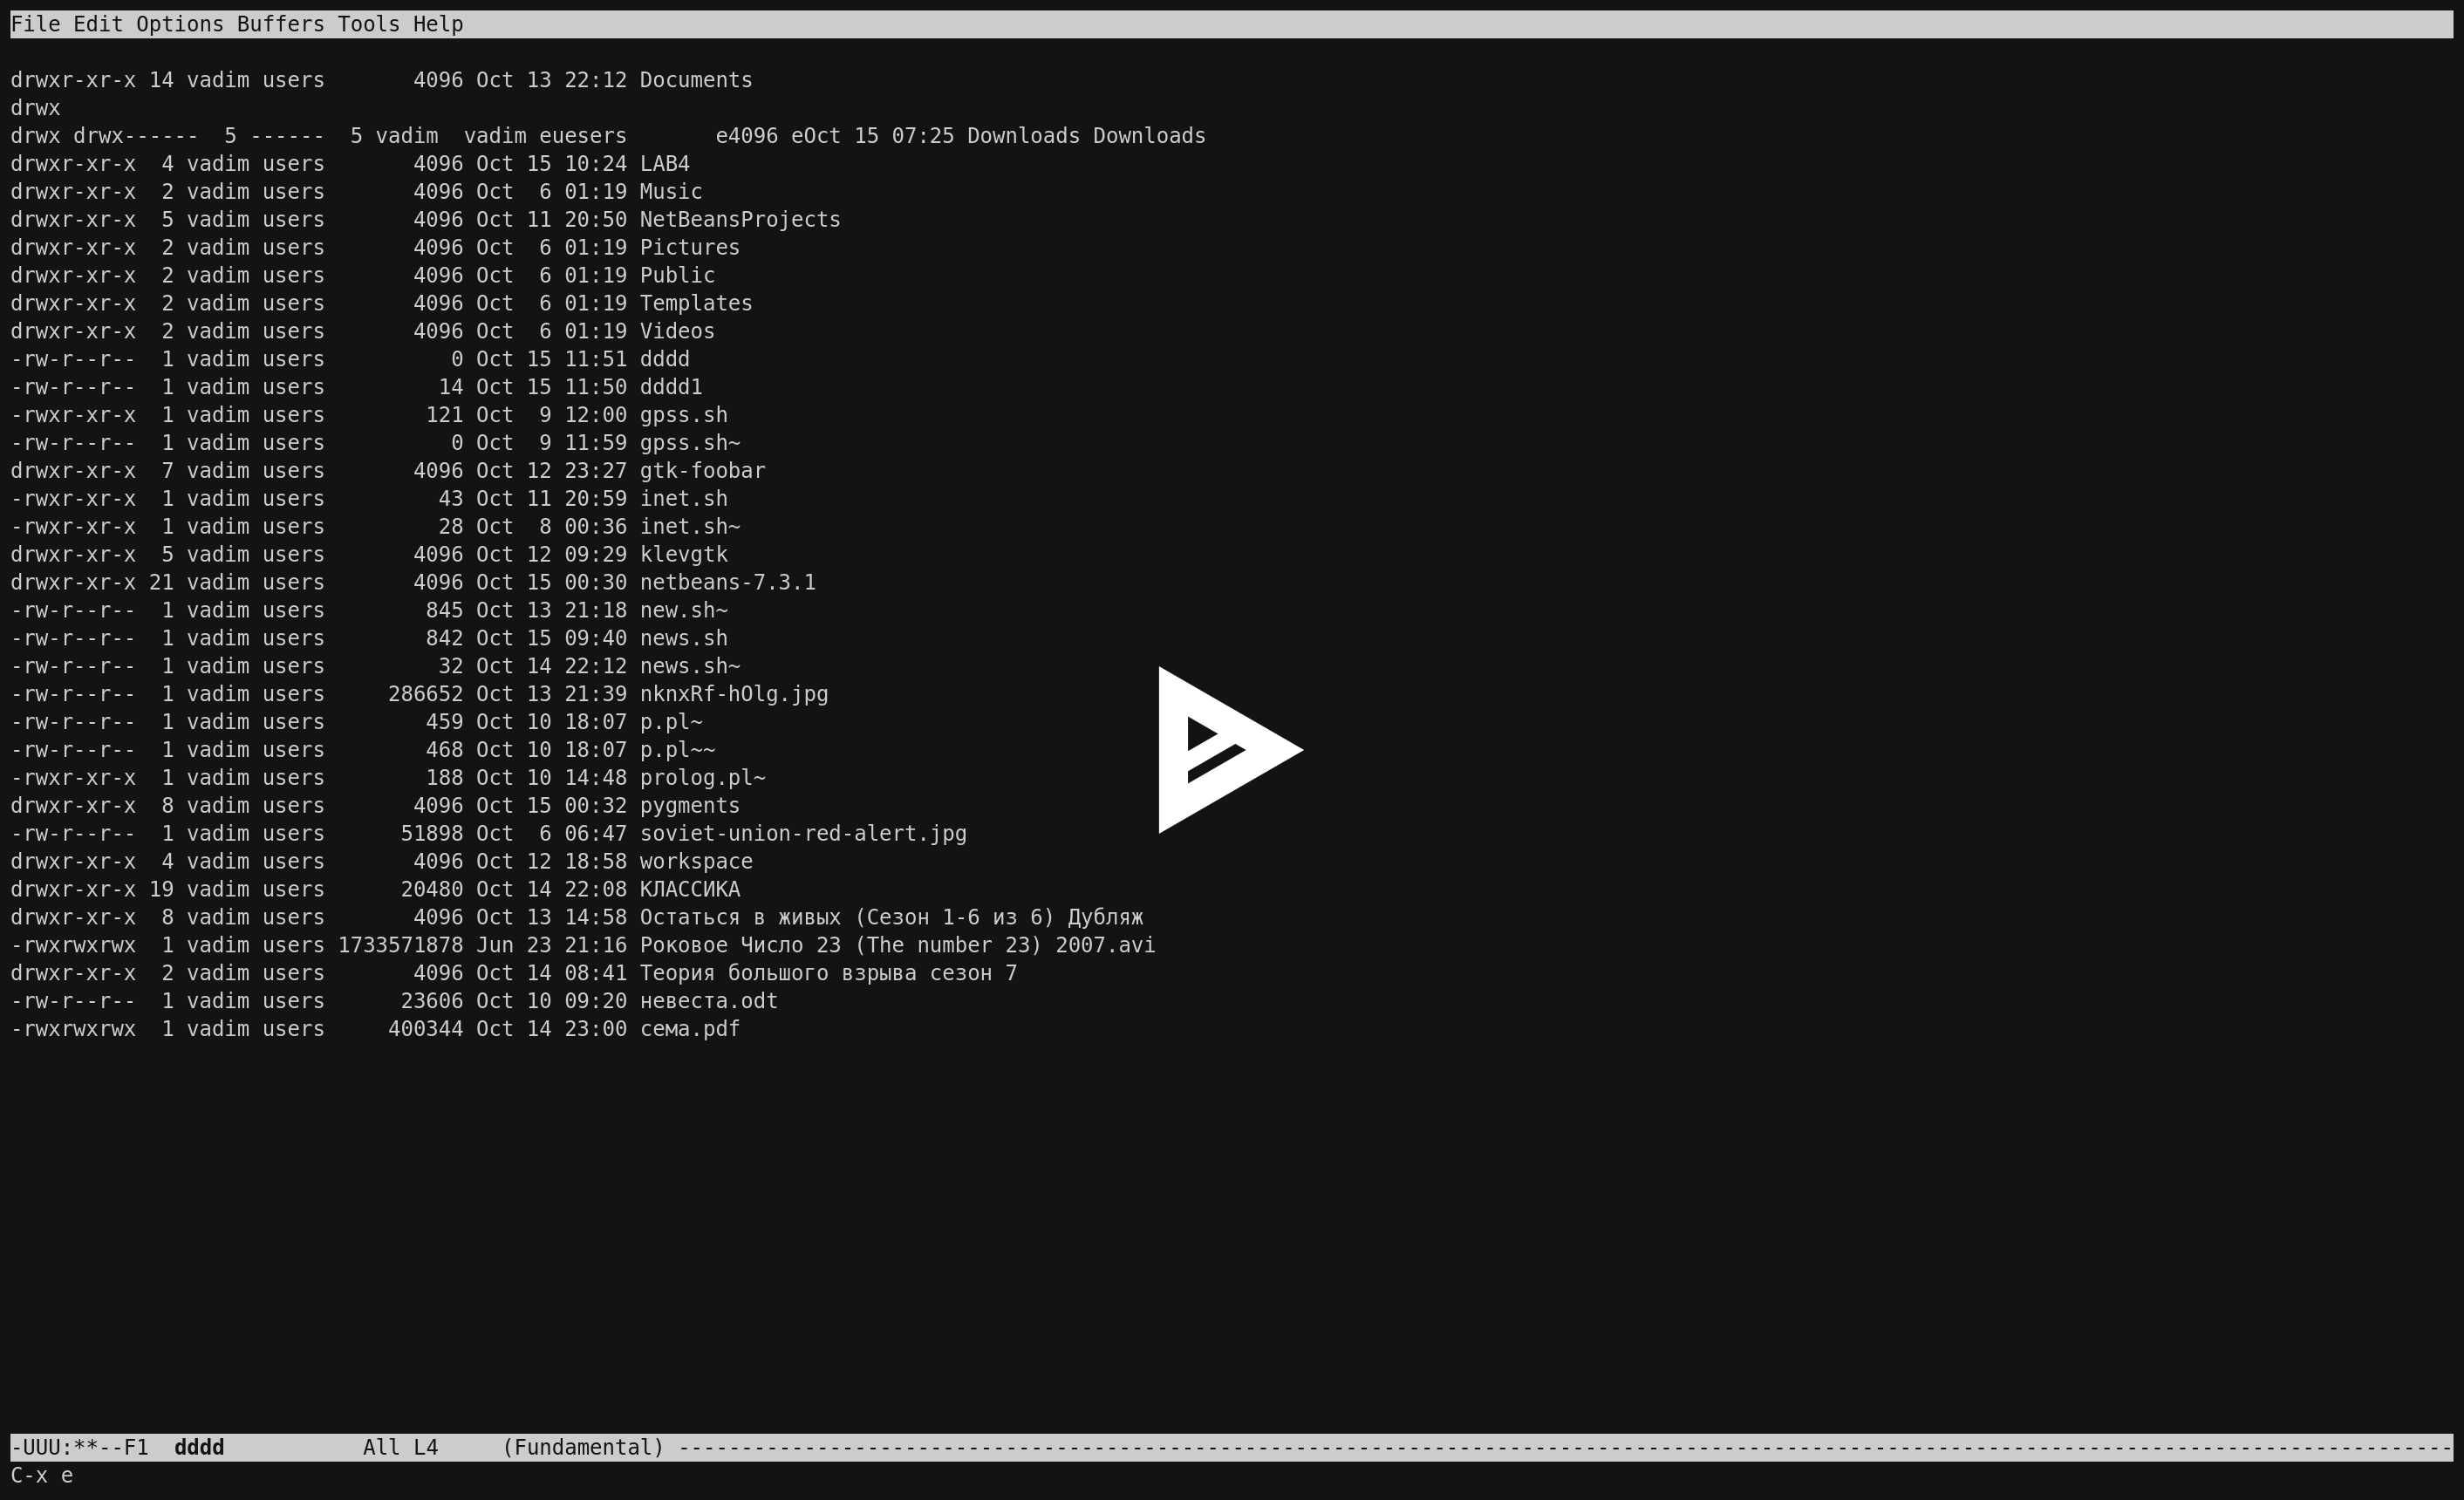 File Edit Options Buffers Tools Help
drwxr-xr-x 14 vadim users       4096 Oct 13 22:12 Documents
drwx
drwx drwx------  5 ------  5 vadim  vadim euesers       e4096 eOct 15 07:25 Downloads Downloads
drwxr-xr-x  4 vadim users       4096 Oct 15 10:24 LAB4
drwxr-xr-x  2 vadim users       4096 Oct  6 01:19 Music
drwxr-xr-x  5 vadim users       4096 Oct 11 20:50 NetBeansProjects
drwxr-xr-x  2 vadim users       4096 Oct  6 01:19 Pictures
drwxr-xr-x  2 vadim users       4096 Oct  6 01:19 Public
drwxr-xr-x  2 vadim users       4096 Oct  6 01:19 Templates
drwxr-xr-x  2 vadim users       4096 Oct  6 01:19 Videos
-rw-r--r--  1 vadim users          0 Oct 15 11:51 dddd
-rw-r--r--  1 vadim users         14 Oct 15 11:50 dddd1
-rwxr-xr-x  1 vadim users        121 Oct  9 12:00 gpss.sh
-rw-r--r--  1 vadim users          0 Oct  9 11:59 gpss.sh~
drwxr-xr-x  7 vadim users       4096 Oct 12 23:27 gtk-foobar
-rwxr-xr-x  1 vadim users         43 Oct 11 20:59 inet.sh
-rwxr-xr-x  1 vadim users         28 Oct  8 00:36 inet.sh~
drwxr-xr-x  5 vadim users       4096 Oct 12 09:29 klevgtk
drwxr-xr-x 21 vadim users       4096 Oct 15 00:30 netbeans-7.3.1
-rw-r--r--  1 vadim users        845 Oct 13 21:18 new.sh~
-rw-r--r--  1 vadim users        842 Oct 15 09:40 news.sh
-rw-r--r--  1 vadim users         32 Oct 14 22:12 news.sh~
-rw-r--r--  1 vadim users     286652 Oct 13 21:39 nknxRf-hOlg.jpg
-rw-r--r--  1 vadim users        459 Oct 10 18:07 p.pl~
-rw-r--r--  1 vadim users        468 Oct 10 18:07 p.pl~~
-rwxr-xr-x  1 vadim users        188 Oct 10 14:48 prolog.pl~
drwxr-xr-x  8 vadim users       4096 Oct 15 00:32 pygments
-rw-r--r--  1 vadim users      51898 Oct  6 06:47 soviet-union-red-alert.jpg
drwxr-xr-x  4 vadim users       4096 Oct 12 18:58 workspace
drwxr-xr-x 19 vadim users      20480 Oct 14 22:08 КЛАССИКА
drwxr-xr-x  8 vadim users       4096 Oct 13 14:58 Остаться в живых (Сезон 1-6 из 6) Дубляж
-rwxrwxrwx  1 vadim users 1733571878 Jun 23 21:16 Роковое Число 23 (The number 23) 2007.avi
drwxr-xr-x  2 vadim users       4096 Oct 14 08:41 Теория большого взрыва сезон 7
-rw-r--r--  1 vadim users      23606 Oct 10 09:20 невеста.odt
-rwxrwxrwx  1 vadim users     400344 Oct 14 23:00 сема.pdf
-UUU:**--F1  dddd           All L4     (Fundamental) ---------------------------------------------------------------------------------------------------------------------------------------------
C-x e